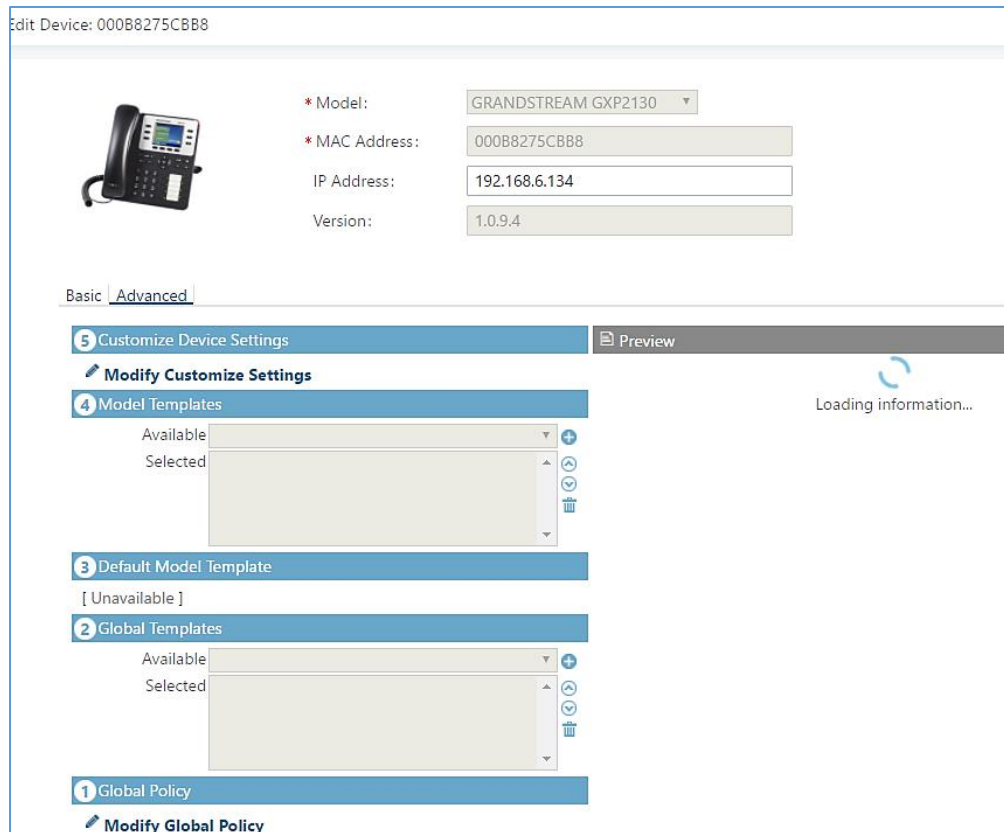 Edit Device: 000B8275CBB8
* Model: GRANDSTREAM GXP2130
* MAC Address: 000B8275CBB8
IP Address: 192.168.6.134
Version: 1.0.9.4
Basic Advanced
5 Customize Device Settings
Modify Customize Settings
4 Model Templates
Available
Selected
3 Default Model Template
[ Unavailable ]
2 Global Templates
Available
Selected
1 Global Policy
Modify Global Policy
Preview
Loading information...